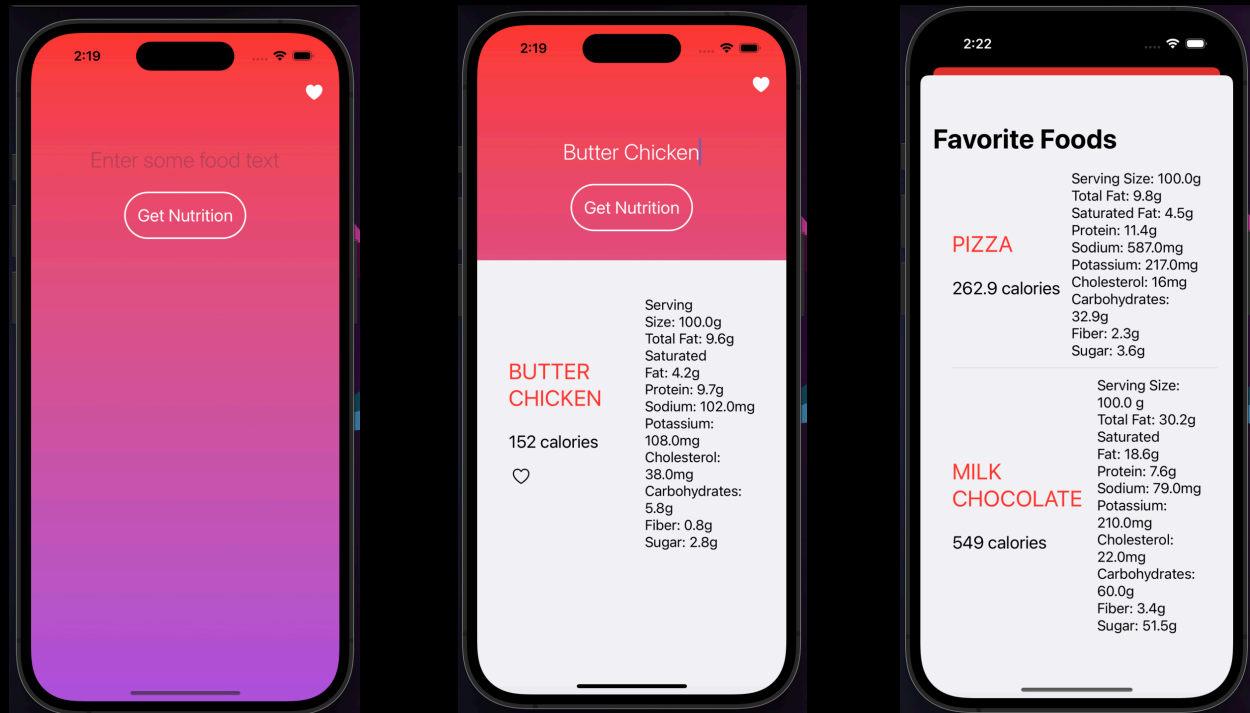 2:19
Enter some food text
Get Nutrition
2:19
Butter Chicken
Get Nutrition
BUTTER
CHICKEN
152 calories
Serving
Size: 100.0g
Total Fat: 9.6g
Saturated
Fat: 4.2g
Protein: 9.7g
Sodium: 102.0mg
Potassium:
108.0mg
Cholesterol:
38.0mg
Carbohydrates:
5.8g
Fiber: 0.8g
Sugar: 2.8g
2:22
Favorite Foods
PIZZA
262.9 calories
Serving Size: 100.0g
Total Fat: 9.8g
Saturated Fat: 4.5g
Protein: 11.4g
Sodium: 587.0mg
Potassium: 217.0mg
Cholesterol: 16mg
Carbohydrates:
32.9g
Fiber: 2.3g
Sugar: 3.6g
MILK
CHOCOLATE
549 calories
Serving Size:
100.0 g
Total Fat: 30.2g
Saturated
Fat: 18.6g
Protein: 7.6g
Sodium: 79.0mg
Potassium:
210.0mg
Cholesterol:
22.0mg
Carbohydrates:
60.0g
Fiber: 3.4g
Sugar: 51.5g